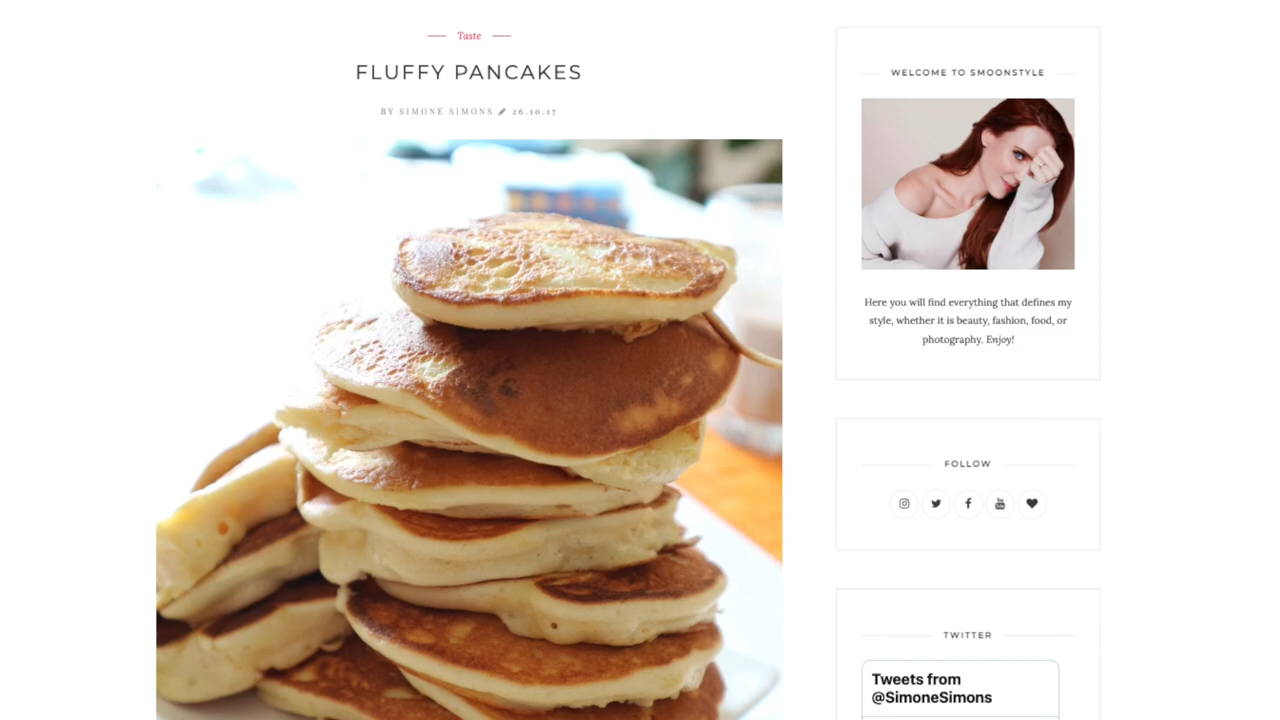 Taste
FLUFFY PANCAKES
BY SIMONE SIMONS 26.10.17
WELCOME TO SMOONSTYLE
Here you will find everything that defines my
style, whether it is beauty, fashion, food, or
photography. Enjoy!
FOLLOW
TWITTER
Tweets from
@SimoneSimons